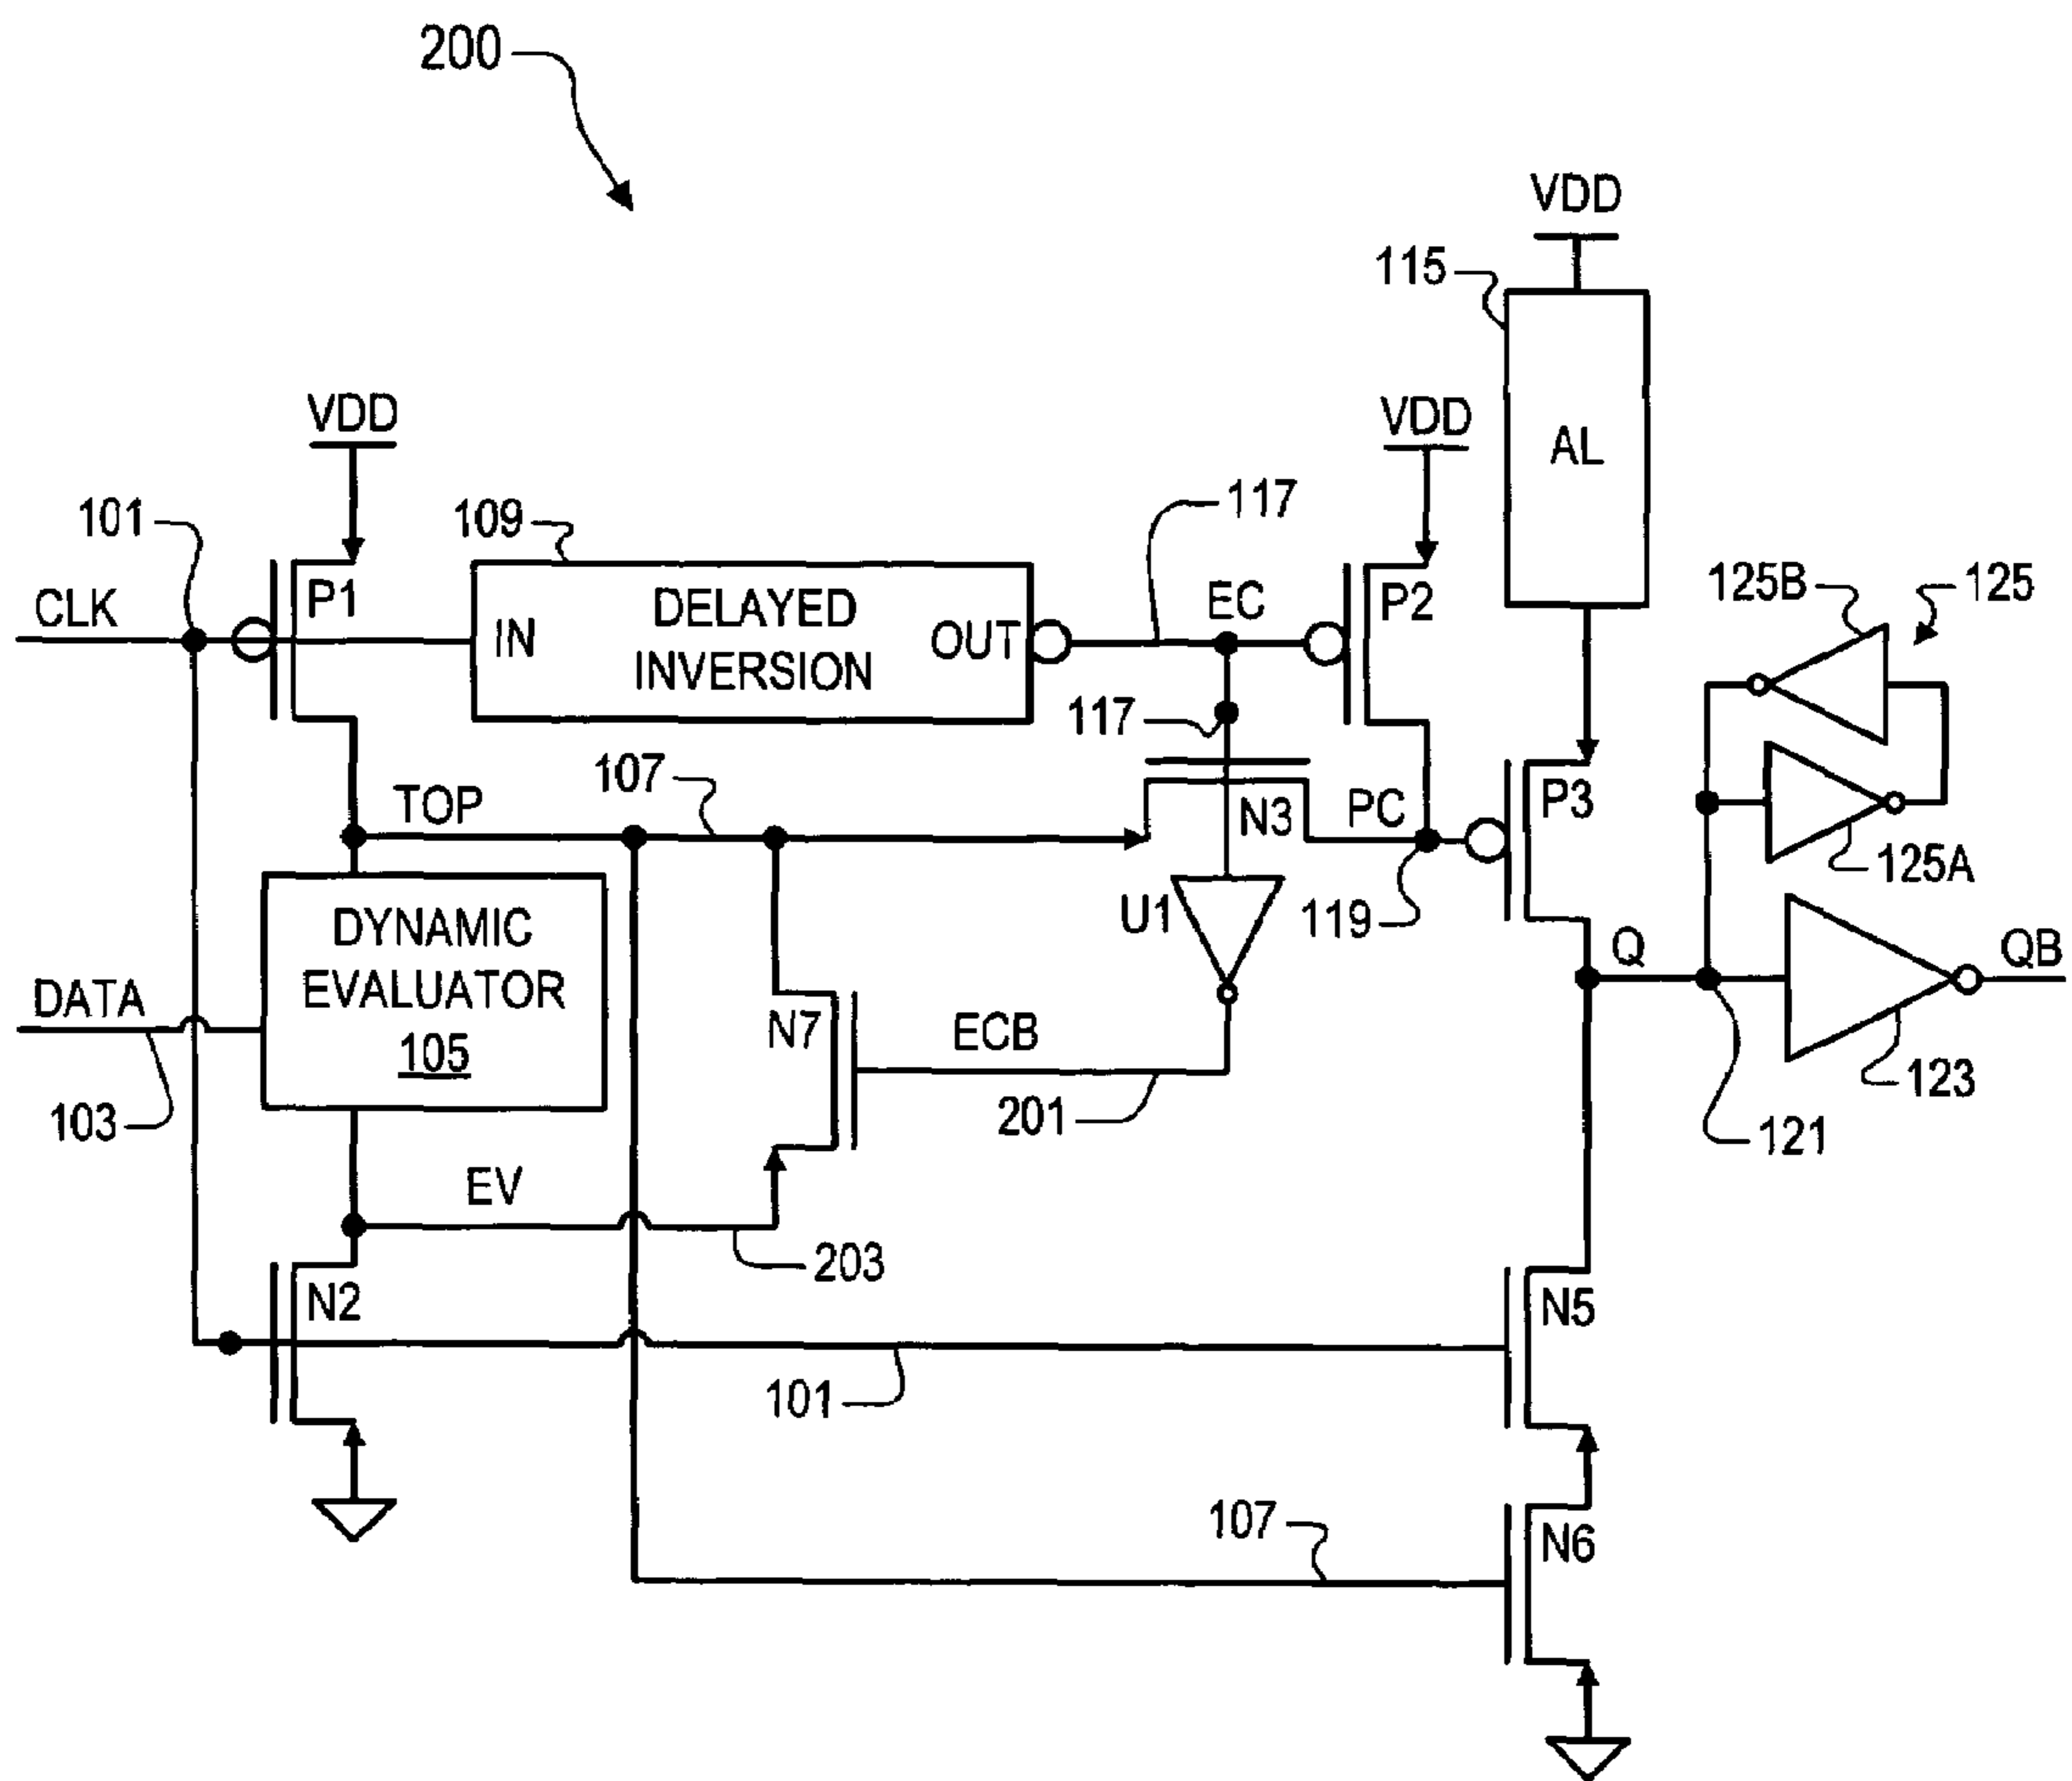 200
VDD
115
AL
VDD
VDD
101
109
117
125B
125
CLK
P1
IN
DELAYED
INVERSION
OUT
EC
P2
117
107
TOP
N3
PC
P3
125A
U1
119
DYNAMIC
EVALUATOR
105
DATA
103
N7
ECB
201
Q
QB
123
121
EV
203
N2
N5
101
107
N6